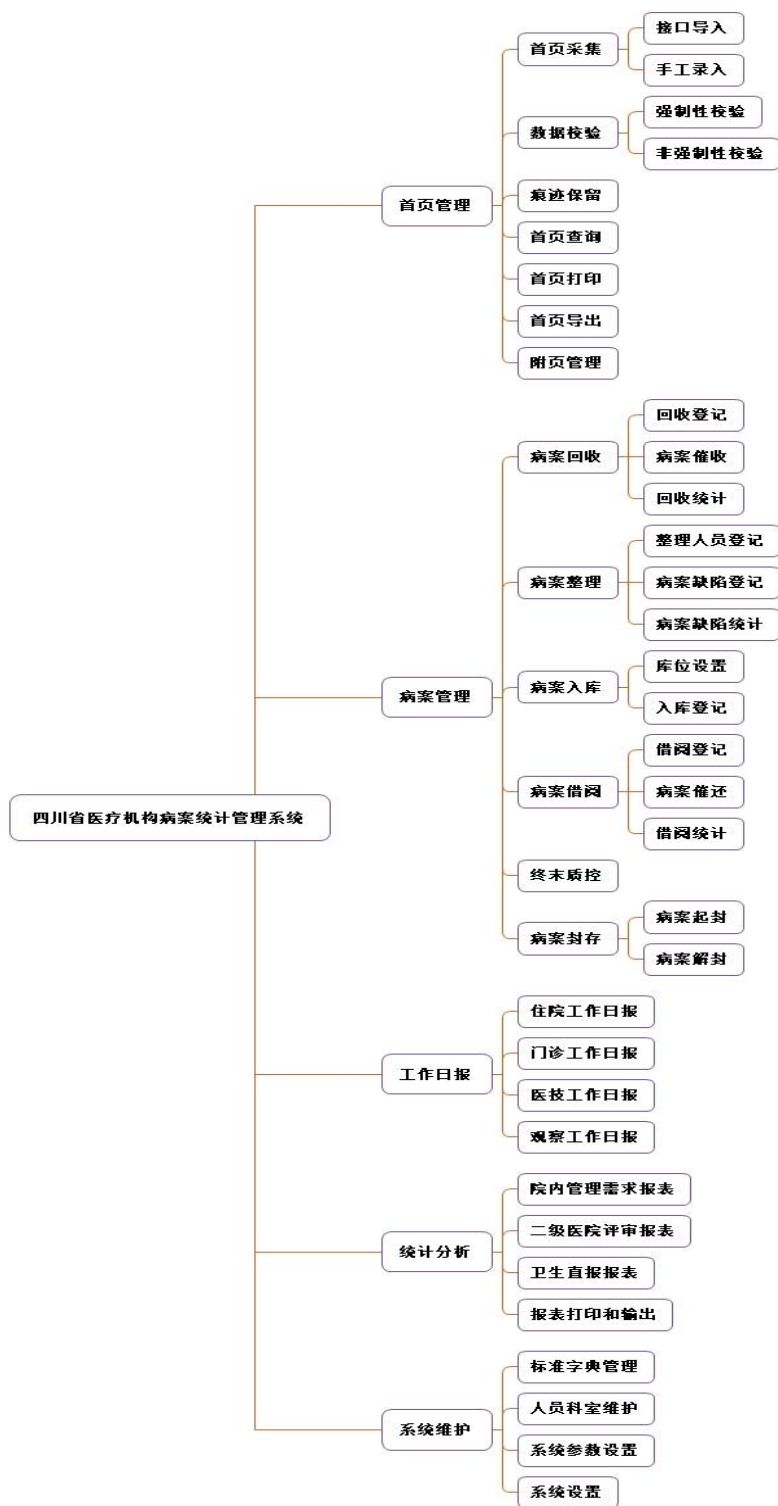 四川省医疗机构病案统计管理系统
首页管理
首页采集
接口导入
手工录入
数据校验
强制性校验
非强制性校验
痕迹保留
首页查询
首页打印
首页导出
附页管理
病案管理
病案回收
回收登记
病案催收
回收统计
病案整理
整理人员登记
病案缺陷登记
病案缺陷统计
病案入库
库位设置
入库登记
病案借阅
借阅登记
病案催还
借阅统计
终末质控
病案封存
病案起封
病案解封
工作日报
住院工作日报
门诊工作日报
医技工作日报
观察工作日报
统计分析
院内管理需求报表
二级医院评审报表
卫生直报报表
报表打印和输出
系统维护
标准字典管理
人员科室维护
系统参数设置
系统设置